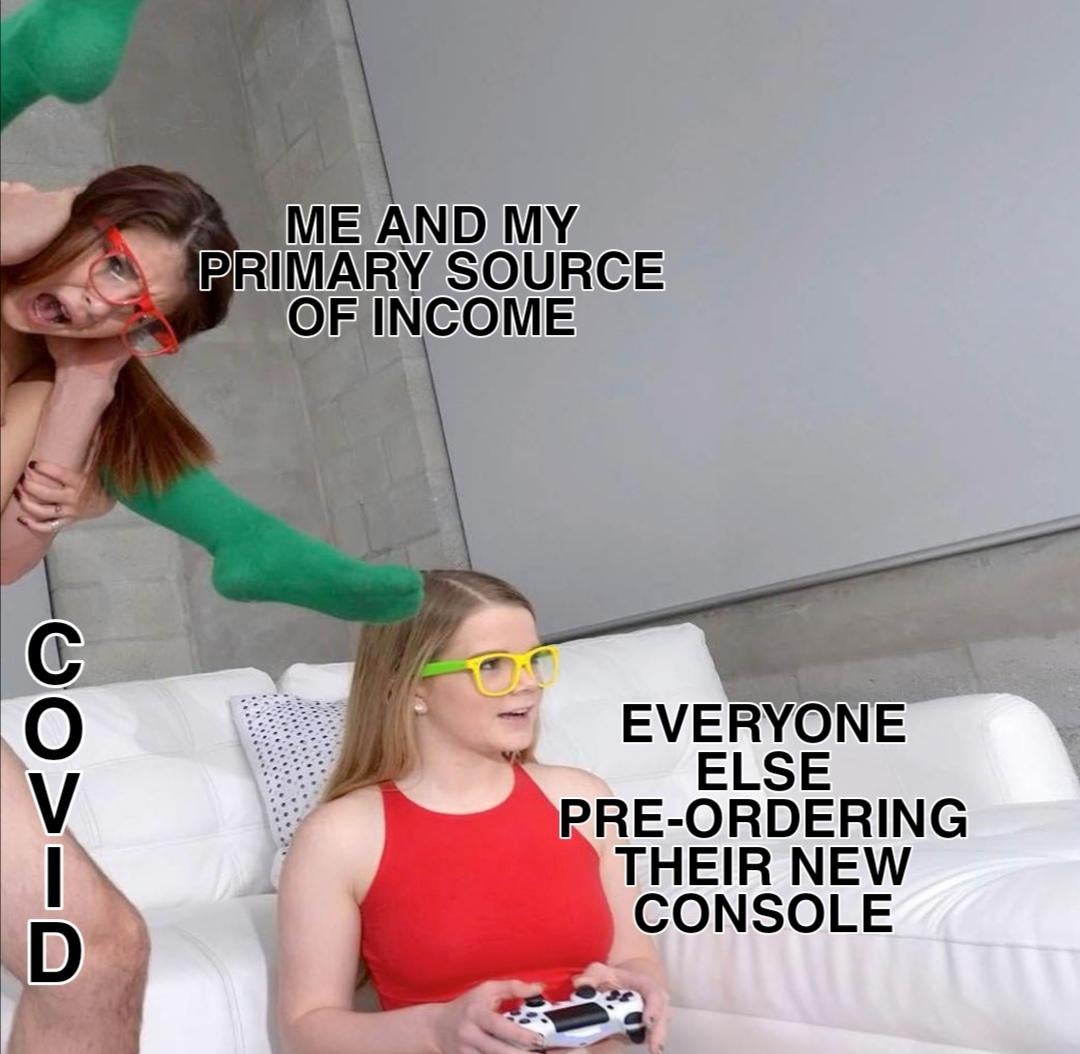 ME AND MY
PRIMARY SOURCE
OF INCOME
COVID
EVERYONE
ELSE
PRE-ORDERING
THEIR NEW
CONSOLE